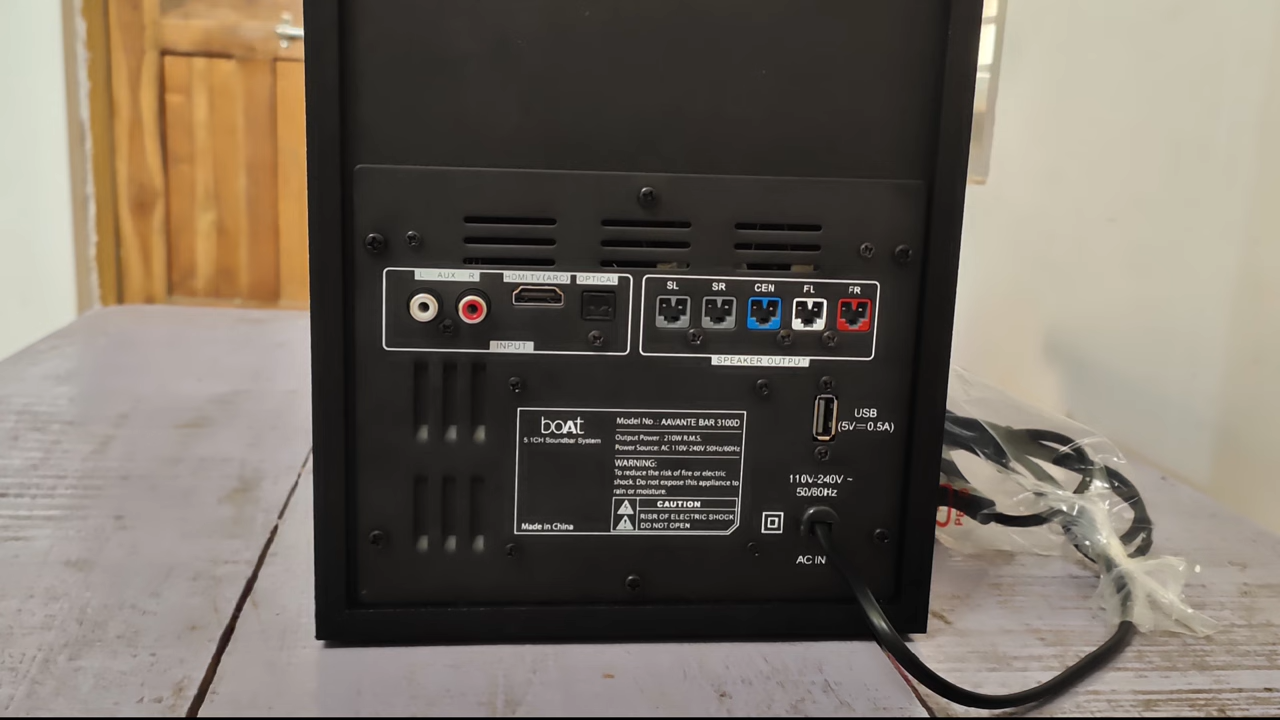 L AUX R
HDMI:TV(ARC)
OPTICAL
INPUT
SL SR CEN FL FR
SPEAKER OUTPUT
USB
(5V⎓0.5A)
boAt
5.1CH Soundbar System
Made in China
Model No.: AAVANTE BAR 3100D
Output Power : 210W R.M.S.
Power Source: AC 110V-240V 50Hz/60Hz
WARNING:
To reduce the risk of fire or electric
shock. Do not expose this appliance to
rain or moisture.
CAUTION
RISR OF ELECTRIC SHOCK
DO NOT OPEN
110V-240V ~
50/60Hz
AC IN